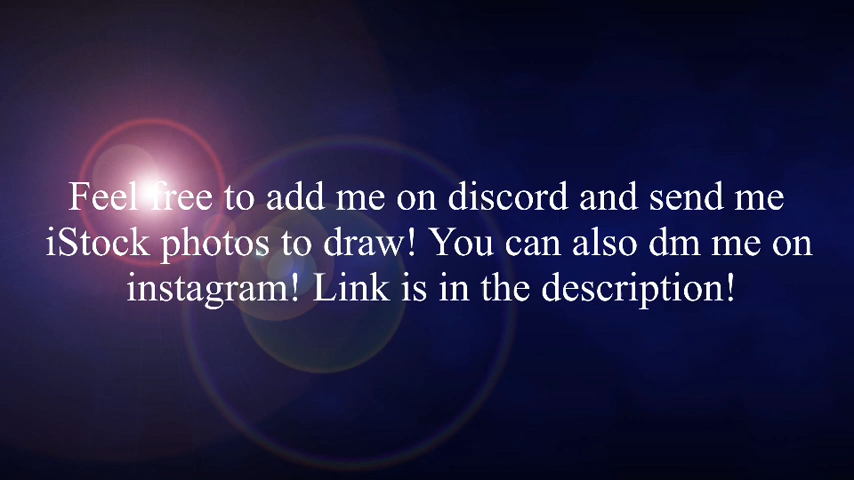 Feel free to add me on discord and send me
iStock photos to draw! You can also dm me on
instagram! Link is in the description!